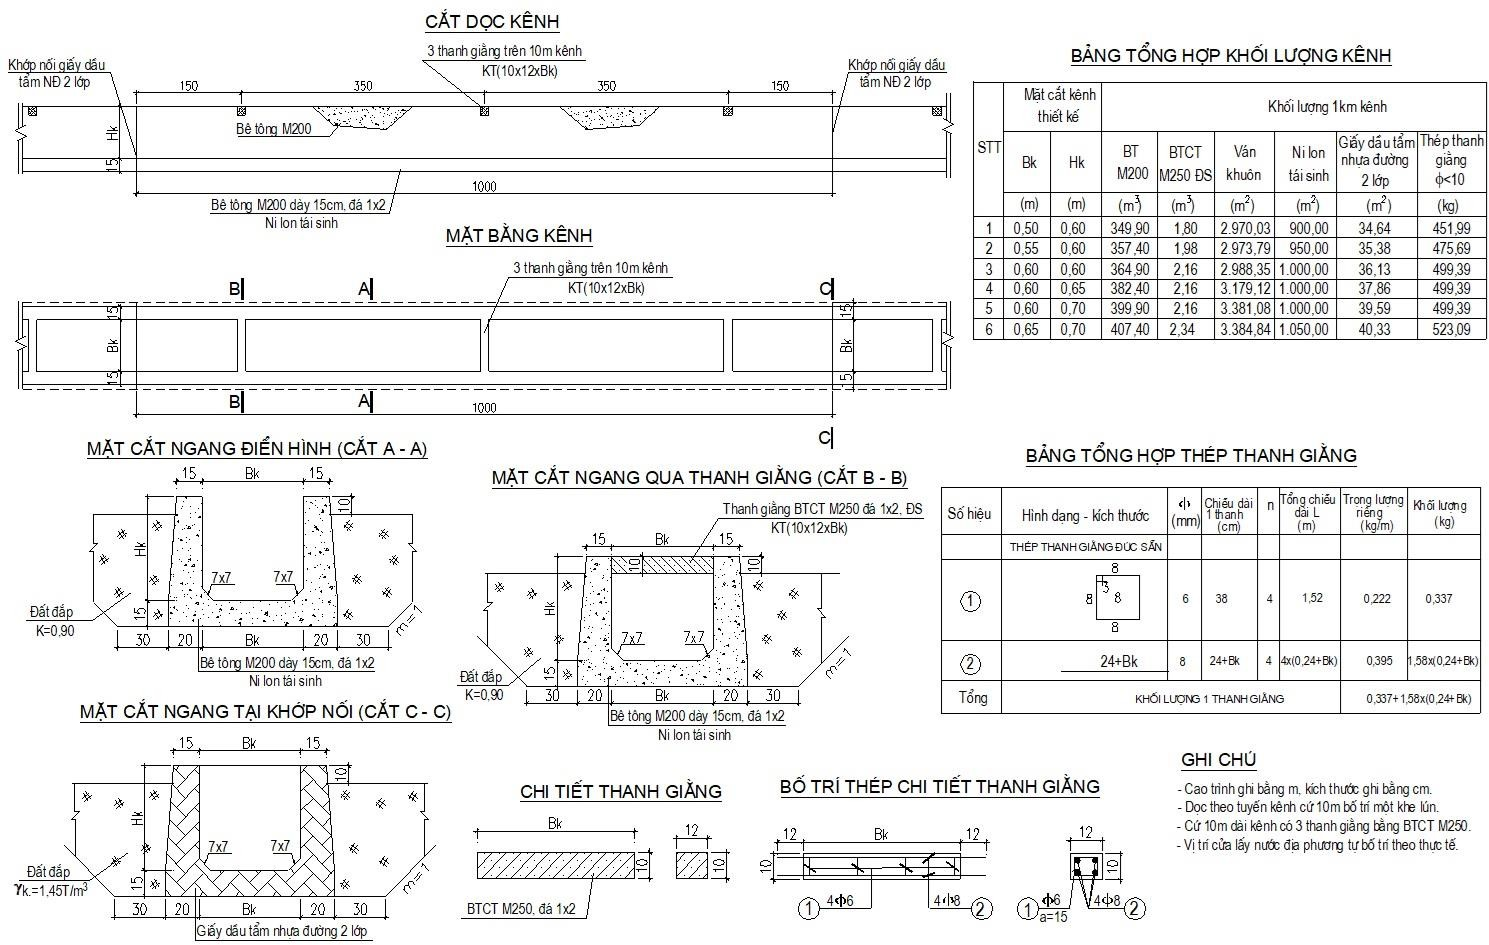 CẮT DỌC KÊNH
3 thanh giằng trên 10m kênh
KT(10x12xBk)
Khớp nối giấy dầu
tẩm NĐ 2 lớp
Khớp nối giấy dầu
tẩm NĐ 2 lớp
150 350 350 150
Hk
15
Bê tông M200
1000
Bê tông M200 dày 15cm, đá 1x2
Ni lon tái sinh
MẶT BẰNG KÊNH
3 thanh giằng trên 10m kênh
KT(10x12xBk)
B A C
15 15
Bk Bk
15 15
B A
1000
C
MẶT CẮT NGANG ĐIỂN HÌNH (CẮT A - A)
15 Bk 15
10
Hk
7x7 7x7
Đất đắp
K=0,90
15
m=1
30 20 Bk 20 30
Bê tông M200 dày 15cm, đá 1x2
Ni lon tái sinh
MẶT CẮT NGANG QUA THANH GIẰNG (CẮT B - B)
Thanh giằng BTCT M250 đá 1x2, ĐS
KT(10x12xBk)
15 Bk 15
10 10
Hk
7x7 7x7
Đất đắp
K=0,90
15
m=1
30 20 Bk 20 30
Bê tông M200 dày 15cm, đá 1x2
Ni lon tái sinh
MẶT CẮT NGANG TẠI KHỚP NỐI (CẮT C - C)
15 Bk 15
10
Hk
7x7 7x7
Đất đắp
γk.=1,45T/m3
15
m=1
30 20 Bk 20 30
Giấy dầu tẩm nhựa đường 2 lớp
CHI TIẾT THANH GIẰNG
Bk 12
10 10
BTCT M250, đá 1x2
BỐ TRÍ THÉP CHI TIẾT THANH GIẰNG
12 Bk 12 12
10 10
1 4ϕ6 4ϕ8 2
1 ϕ6 4ϕ8 2
a=15
BẢNG TỔNG HỢP KHỐI LƯỢNG KÊNH
STT Mặt cắt kênh thiết kế Khối lượng 1km kênh
Bk Hk BT M200 BTCT M250 ĐS Ván khuôn Ni lon tái sinh Giấy dầu tẩm nhựa đường 2 lớp Thép thanh giằng ϕ<10
(m) (m) (m3) (m3) (m2) (m2) (m2) (kg)
1 0,50 0,60 349,90 1,80 2.970,03 900,00 34,64 451,99
2 0,55 0,60 357,40 1,98 2.973,79 950,00 35,38 475,69
3 0,60 0,60 364,90 2,16 2.988,35 1.000,00 36,13 499,39
4 0,60 0,65 382,40 2,16 3.179,12 1.000,00 37,86 499,39
5 0,60 0,70 399,90 2,16 3.381,08 1.000,00 39,59 499,39
6 0,65 0,70 407,40 2,34 3.384,84 1.050,00 40,33 523,09
BẢNG TỔNG HỢP THÉP THANH GIẰNG
Số hiệu Hình dạng - kích thước ϕ (mm) Chiều dài 1 thanh (cm) n Tổng chiều dài L (m) Trọng lượng riêng (kg/m) Khối lượng (kg)
THÉP THANH GIẰNG ĐÚC SẴN
8
3
1 8 8 6 38 4 1,52 0,222 0,337
8
2 24+Bk 8 24+Bk 4 4x(0,24+Bk) 0,395 1,58x(0,24+Bk)
Tổng KHỐI LƯỢNG 1 THANH GIẰNG 0,337+1,58x(0,24+Bk)
GHI CHÚ
- Cao trình ghi bằng m, kích thước ghi bằng cm.
- Dọc theo tuyến kênh cứ 10m bố trí một khe lún.
- Cứ 10m dài kênh có 3 thanh giằng bằng BTCT M250.
- Vị trí cửa lấy nước địa phương tự bố trí theo thực tế.